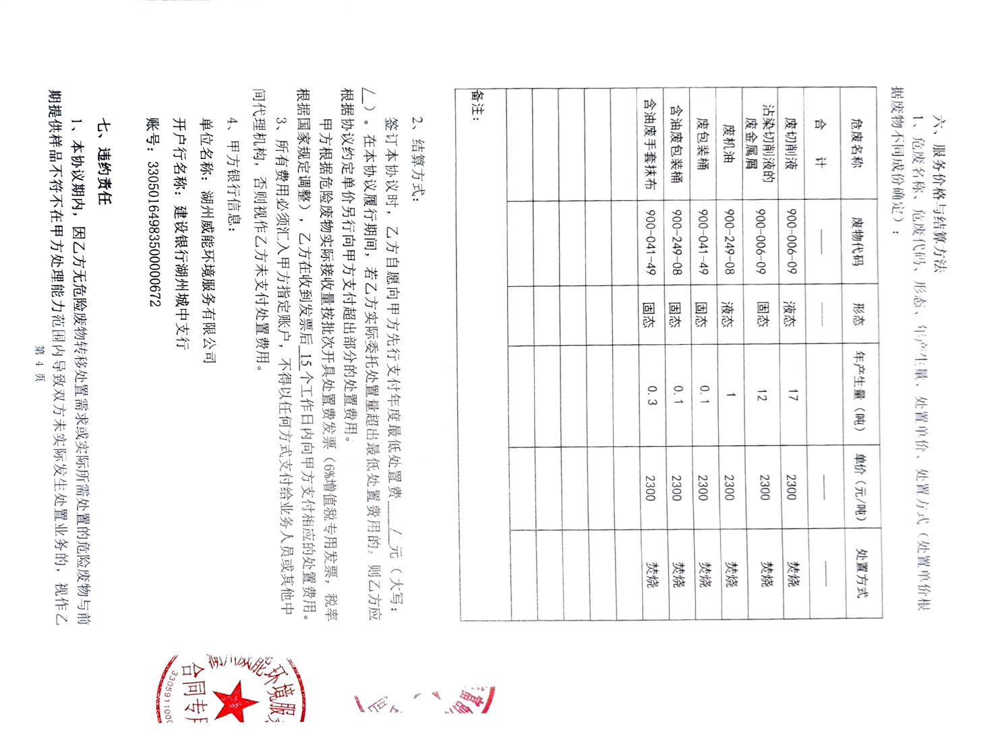 六、服务价格与结算方法
1、危废名称、危废代码、形态、年产生量、处置单价、处置方式（处置单价根
据废物不同成份确定）：
危废名称 废物代码 形态 年产生量（吨） 单价（元/吨） 处置方式
合 计 —— —— —— ——
废切削液 900-006-09 液态 17 2300 焚烧
沾染切削液的
废金属屑 900-006-09 固态 12 2300 焚烧
废机油 900-249-08 液态 1 2300 焚烧
废包装桶 900-041-49 固态 0.1 2300 焚烧
含油废包装桶 900-249-08 固态 0.1 2300 焚烧
含油废手套抹布 900-041-49 固态 0.3 2300 焚烧
备注：
2、结算方式：
签订本协议时，乙方自愿向甲方先行支付年度最低处置费 / 元（大写：
/ ）。在本协议履行期间，若乙方实际委托处置量超出最低处置费用的，则乙方应
根据协议约定单价另行向甲方支付超出部分的处置费用。
甲方根据危险废物实际接收量按批次开具处置费发票（6%增值税专用发票，税率
根据国家规定调整），乙方在收到发票后 15 个工作日内向甲方支付相应的处置费用。
3、所有费用必须汇入甲方指定账户，不得以任何方式支付给业务人员或其他中
间代理机构，否则视作乙方未支付处置费用。
4、甲方银行信息：
单位名称：湖州威能环境服务有限公司
开户行名称：建设银行湖州城中支行
账号：33050164983500000672
七、违约责任
1、本协议期内，因乙方无危险废物转移处置需求或实际所需处置的危险废物与前
期提供样品不符不在甲方处理能力范围内导致双方未实际发生处置业务的，视作乙
第 4 页
州威能环境服
合同专用
330591100